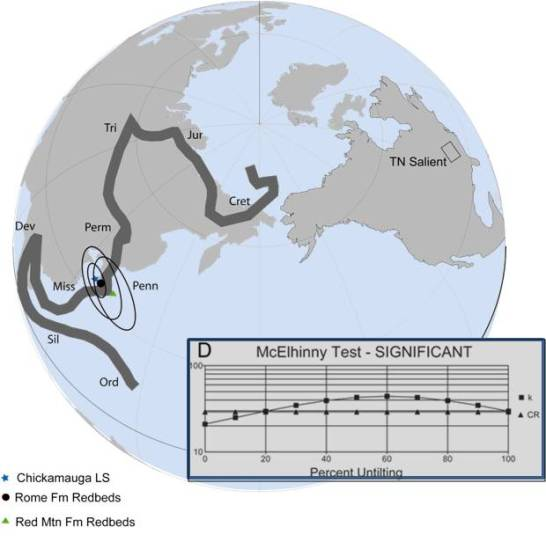 Tri
Jur
TN Salient
Cret
Dev
Perm
Miss
Penn
Sil
Ord
D
McElhinny Test - SIGNIFICANT
100
k
CR
10
0
20
40
60
80
100
Percent Untilting
Chickamauga LS
Rome Fm Redbeds
Red Mtn Fm Redbeds